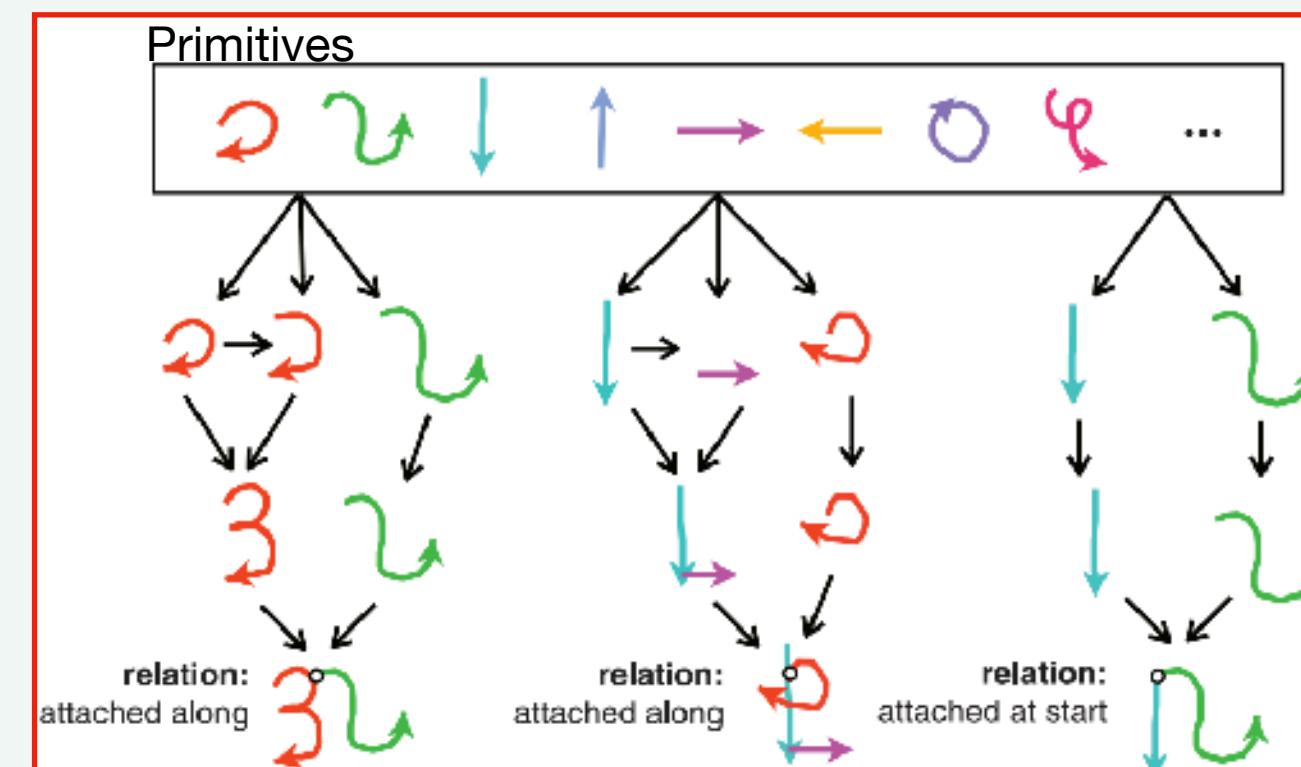 Primitives
...
relation:
attached along
relation:
attached along
relation:
attached at start